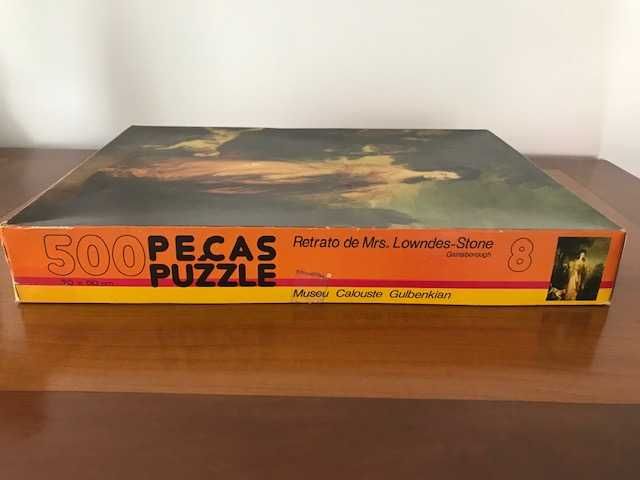 500 PEÇAS
PUZZLE
Retrato de Mrs. Lowndes-Stone
Gainsborough
Museu Calouste Gulbenkian
8